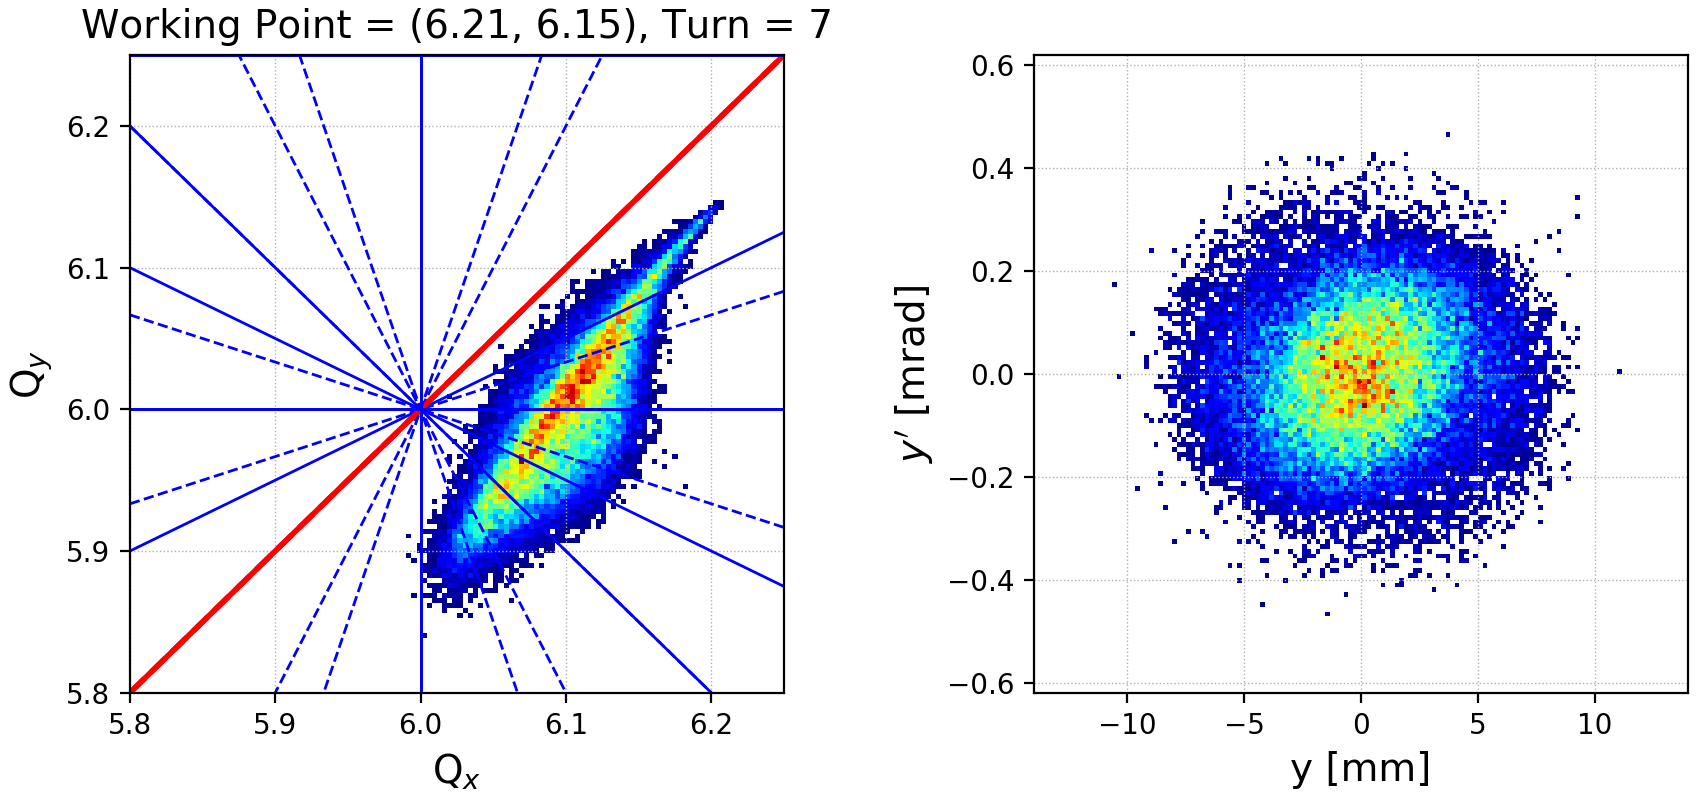 Working Point = (6.21, 6.15), Turn = 7
6.2
6.1
6.0
5.9
5.8
Q_y
5.8 5.9 6.0 6.1 6.2
Q_x
0.6
0.4
0.2
0.0
−0.2
−0.4
−0.6
y′ [mrad]
−10 −5 0 5 10
y [mm]